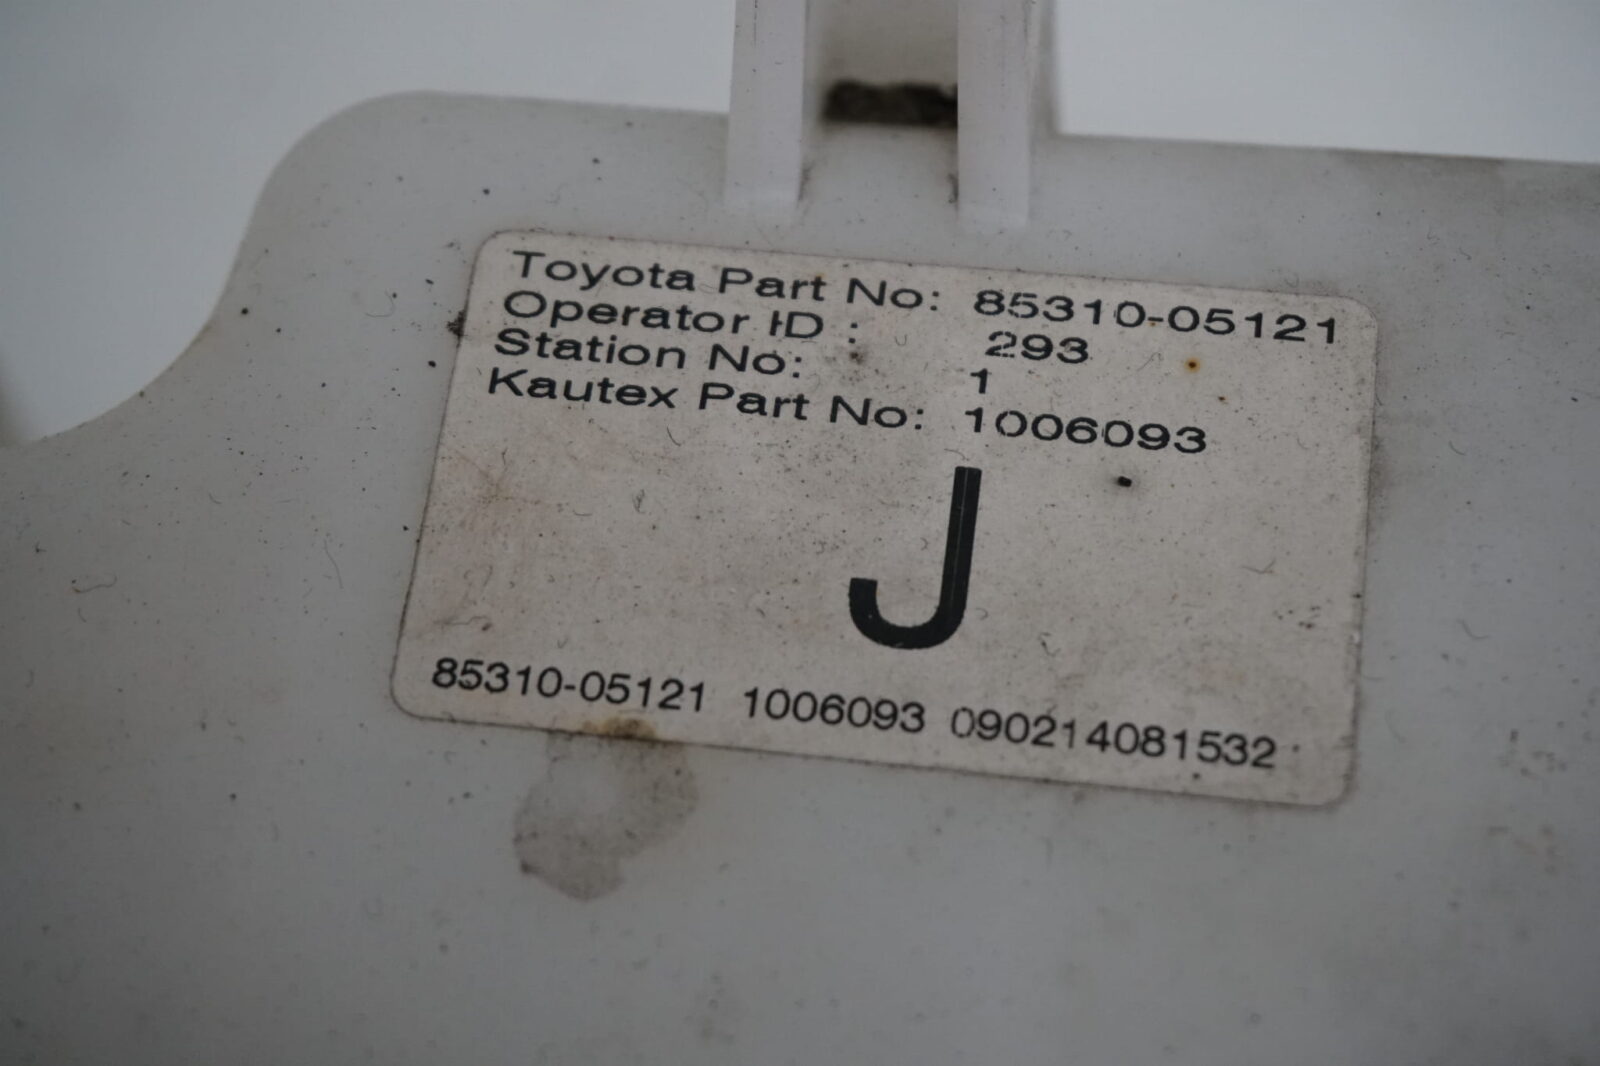 Toyota Part No: 85310-05121
Operator ID : 293
Station No: 1
Kautex Part No: 1006093
J
85310-05121 1006093 090214081532